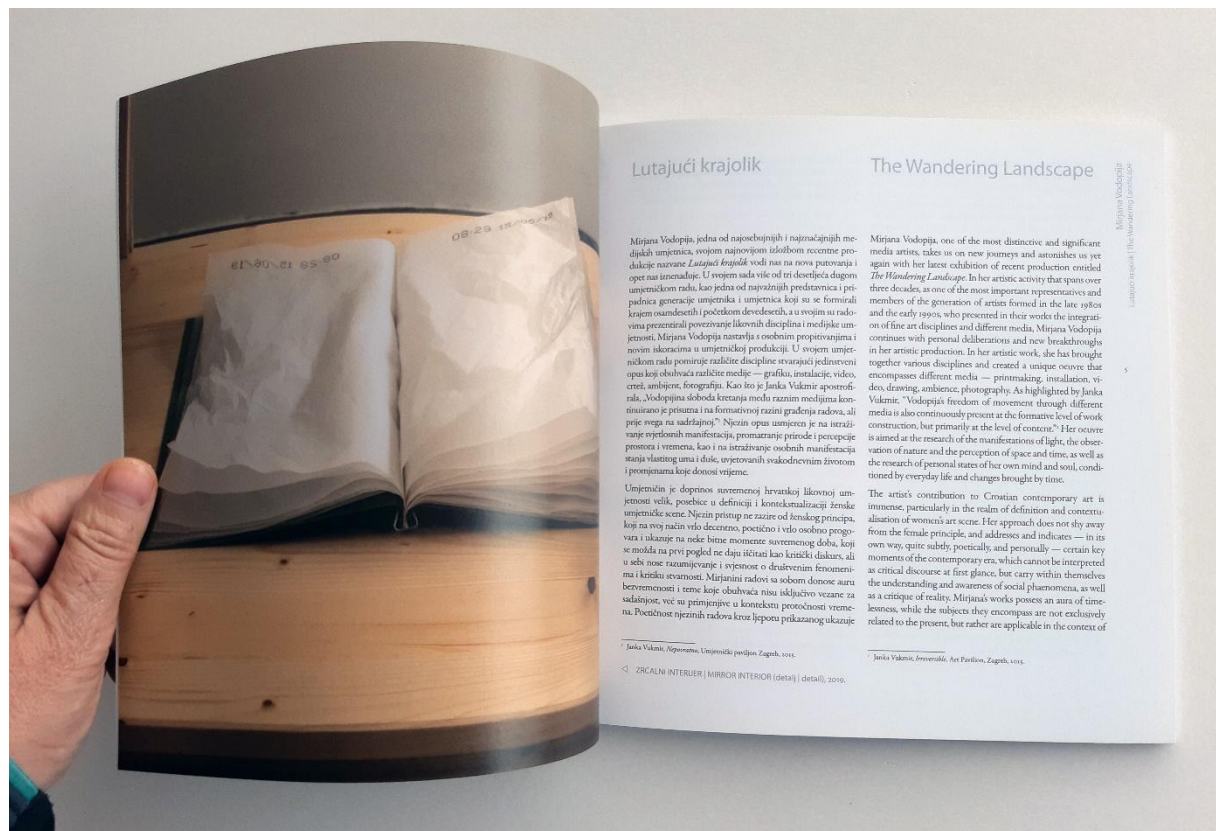 08:29
Lutajući krajolik
Mirjana Vodopija, jedna od najosebujnijih i najznačajnijih me-
dijskih umjetnica, svojom najnovijom izložbom recentne pro-
dukcije nazvane Lutajući krajolik vodi nas na nova putovanja i
opet nas iznenađuje. U svojem sada više od tri desetljeća dugom
umjetničkom radu, kao jedna od najvažnijih predstavnica i pri-
padnica generacije umjetnika i umjetnica koji su se formirali
krajem osamdesetih i početkom devedesetih, a u svojim su rado-
vima prezentirali povezivanje likovnih disciplina i medijske um-
jetnosti, Mirjana Vodopija nastavlja s osobnim propitivanjima i
novim iskoracima u umjetničkoj produkciji. U svojem umjet-
ničkom radu pomiruje različite discipline stvarajući jedinstveni
opus koji obuhvaća različite medije — grafiku, instalacije, video,
crtež, ambijent, fotografiju. Kao što je Janka Vukmir apostrofi-
rala, „Vodopijina sloboda kretanja među raznim medijima kon-
tinuirano je prisutna i na formativnoj razini građenja radova, ali
prije svega na sadržajnoj.”¹ Njezin opus usmjeren je na istraži-
vanje svjetlosnih manifestacija, promatranje prirode i percepcije
prostora i vremena, kao i na istraživanje osobnih manifestacija
stanja vlastitog uma i duše, uvjetovanih svakodnevnim životom
i promjenama koje donosi vrijeme.
Umjetničin je doprinos suvremenoj hrvatskoj likovnoj um-
jetnosti velik, posebice u definiciji i kontekstualizaciji ženske
umjetničke scene. Njezin pristup ne zazire od ženskog principa,
koji na svoj način vrlo decentno, poetično i vrlo osobno progo-
vara i ukazuje na neke bitne momente suvremenog doba, koji
se možda na prvi pogled ne daju iščitati kao kritički diskurs, ali
u sebi nose razumijevanje i svjesnost o društvenim fenomeni-
ma i kritiku stvarnosti. Mirjanini radovi sa sobom donose auru
bezvremenosti i teme koje obuhvaća nisu isključivo vezane za
sadašnjost, već su primjenjive u kontekstu protočnosti vreme-
na. Poetičnost njezinih radova kroz ljepotu prikazanog ukazuje
¹ Janka Vukmir, Nepovratno, Umjetnički paviljon Zagreb, 2015.
◁ ZRCALNI INTERIJER | MIRROR INTERIOR (detalj | detail), 2019.
The Wandering Landscape
Mirjana Vodopija, one of the most distinctive and significant
media artists, takes us on new journeys and astonishes us yet
again with her latest exhibition of recent production entitled
The Wandering Landscape. In her artistic activity that spans over
three decades, as one of the most important representatives and
members of the generation of artists formed in the late 1980s
and the early 1990s, who presented in their works the integrati-
on of fine art disciplines and different media, Mirjana Vodopija
continues with personal deliberations and new breakthroughs
in her artistic production. In her artistic work, she has brought
together various disciplines and created a unique oeuvre that
encompasses different media — printmaking, installation, vi-
deo, drawing, ambience, photography. As highlighted by Janka
Vukmir, “Vodopija's freedom of movement through different
media is also continuously present at the formative level of work
construction, but primarily at the level of content.”¹ Her oeuvre
is aimed at the research of the manifestations of light, the obser-
vation of nature and the perception of space and time, as well as
the research of personal states of her own mind and soul, condi-
tioned by everyday life and changes brought by time.
The artist's contribution to Croatian contemporary art is
immense, particularly in the realm of definition and contextu-
alisation of women's art scene. Her approach does not shy away
from the female principle, and addresses and indicates — in its
own way, quite subtly, poetically, and personally — certain key
moments of the contemporary era, which cannot be interpreted
as critical discourse at first glance, but carry within themselves
the understanding and awareness of social phaenomena, as well
as a critique of reality. Mirjana's works possess an aura of time-
lessness, while the subjects they encompass are not exclusively
related to the present, but rather are applicable in the context of
¹ Janka Vukmir, Irreversible, Art Pavilion, Zagreb, 2015.
Mirjana Vodopija
Lutajući krajolik | The Wandering Landscape
5